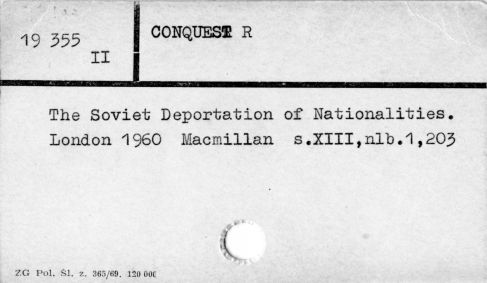 19 355
II
CONQUEST R
The Soviet Deportation of Nationalities.
London 1960 Macmillan s.XIII,nlb.1,203
ZG Pol. Śl. z. 365/69. 120 000